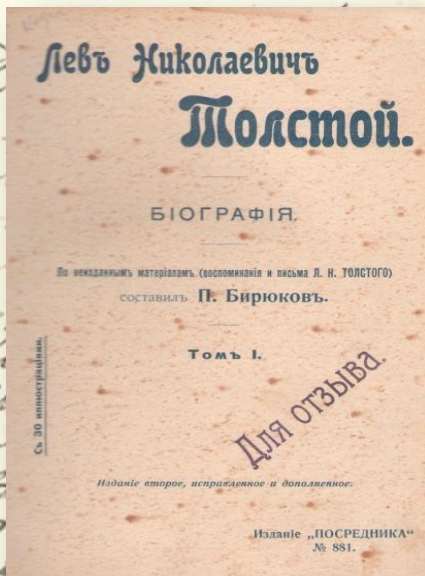 Левъ Николаевичъ
Толстой.
БІОГРАФІЯ.
По неизданнымъ матеріаламъ (воспоминанія и письма Л. Н. ТОЛСТОГО)
составилъ П. Бирюковъ.
Томъ I.
Съ 30 иллюстраціями.
Для отзыва.
Изданіе второе, исправленное и дополненное.
Изданіе „ПОСРЕДНИКА“
№ 881.